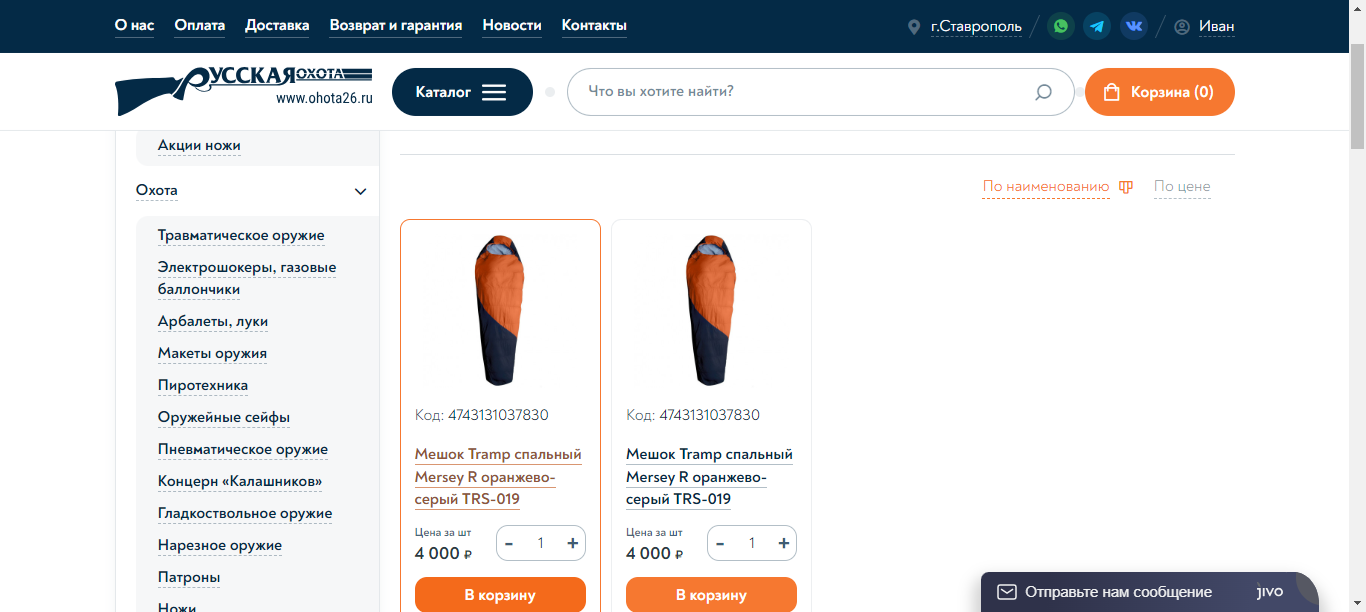 О нас Оплата Доставка Возврат и гарантия Новости Контакты г.Ставрополь Иван
РУССКАЯ ОХОТА
www.ohota26.ru
Каталог
Что вы хотите найти?
Корзина (0)
Акции ножи
Охота
Травматическое оружие
Электрошокеры, газовые
баллончики
Арбалеты, луки
Макеты оружия
Пиротехника
Оружейные сейфы
Пневматическое оружие
Концерн «Калашников»
Гладкоствольное оружие
Нарезное оружие
Патроны
Ножи
По наименованию По цене
Код: 4743131037830
Мешок Tramp спальный
Mersey R оранжево-
серый TRS-019
Цена за шт
4 000 ₽
- 1 +
В корзину
Код: 4743131037830
Мешок Tramp спальный
Mersey R оранжево-
серый TRS-019
Цена за шт
4 000 ₽
- 1 +
В корзину
Отправьте нам сообщение jivo